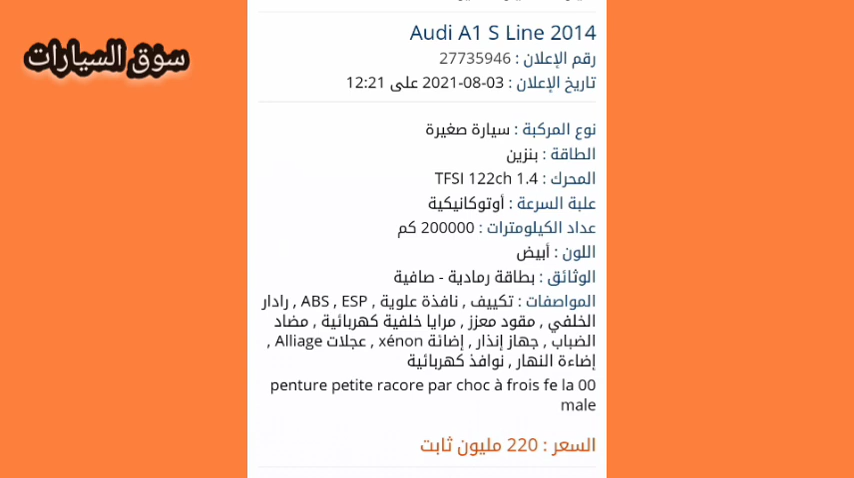 سوق السيارات
Audi A1 S Line 2014
رقم الإعلان : 27735946
تاريخ الإعلان : 03-08-2021 على 12:21
نوع المركبة : سيارة صغيرة
الطاقة : بنزين
المحرك : 1.4 TFSI 122ch
علبة السرعة : أوتوكانيكية
عداد الكيلومترات : 200000 كم
اللون : أبيض
الوثائق : بطاقة رمادية - صافية
المواصفات : تكييف , نافذة علوية , ABS , ESP , رادار
الخلفي , مقود معزز , مرايا خلفية كهربائية , مضاد
الضباب , جهاز إنذار , إضائة xénon , عجلات Alliage ,
إضاءة النهار , نوافذ كهربائية
penture petite racore par choc à frois fe la 00
male
السعر : 220 مليون ثابت